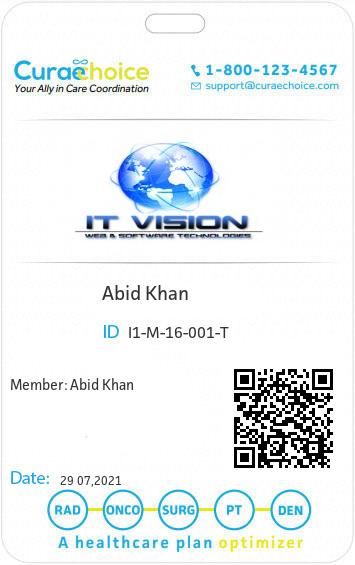 Curaechoice
Your Ally in Care Coordination
1-800-123-4567
support@curaechoice.com
IT VISION
WEB & SOFTWARE TECHNOLOGIES
Abid Khan
ID I1-M-16-001-T
Member: Abid Khan
Date: 29 07,2021
RAD ONCO SURG PT DEN
A healthcare plan optimizer